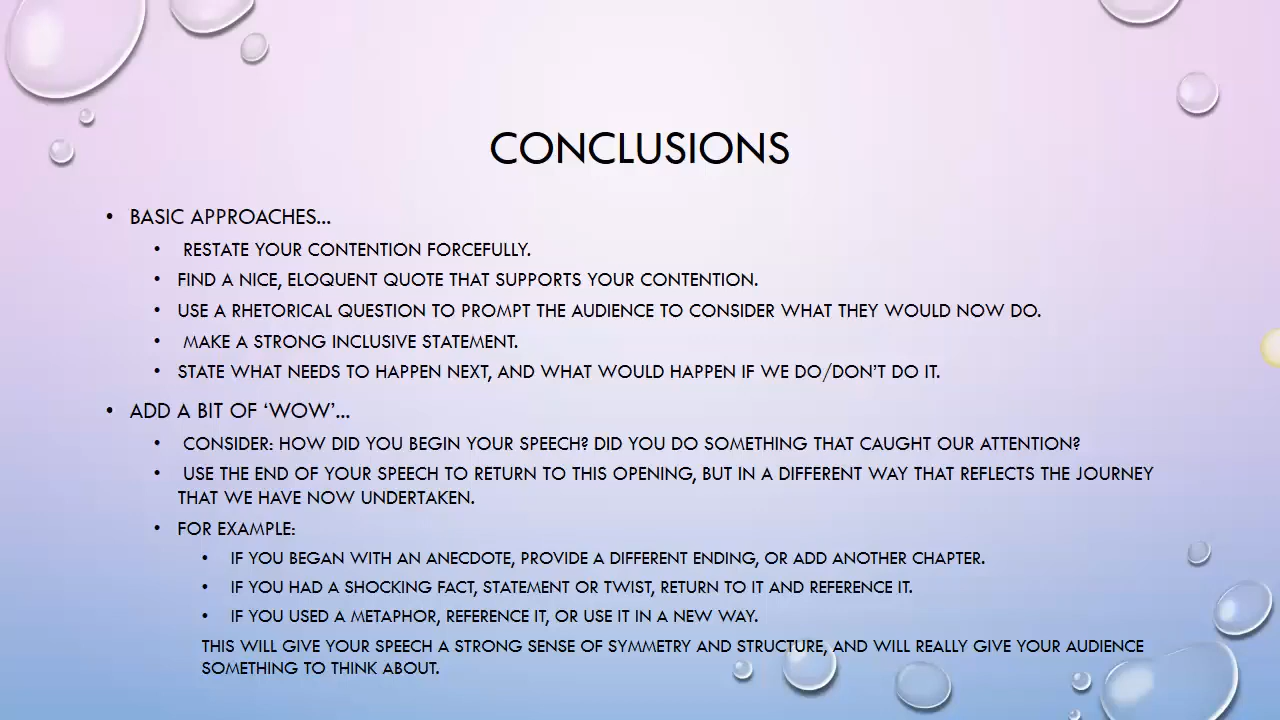 CONCLUSIONS
• BASIC APPROACHES...
• RESTATE YOUR CONTENTION FORCEFULLY.
• FIND A NICE, ELOQUENT QUOTE THAT SUPPORTS YOUR CONTENTION.
• USE A RHETORICAL QUESTION TO PROMPT THE AUDIENCE TO CONSIDER WHAT THEY WOULD NOW DO.
• MAKE A STRONG INCLUSIVE STATEMENT.
• STATE WHAT NEEDS TO HAPPEN NEXT, AND WHAT WOULD HAPPEN IF WE DO/DON’T DO IT.
• ADD A BIT OF ‘WOW’...
• CONSIDER: HOW DID YOU BEGIN YOUR SPEECH? DID YOU DO SOMETHING THAT CAUGHT OUR ATTENTION?
• USE THE END OF YOUR SPEECH TO RETURN TO THIS OPENING, BUT IN A DIFFERENT WAY THAT REFLECTS THE JOURNEY
THAT WE HAVE NOW UNDERTAKEN.
• FOR EXAMPLE:
• IF YOU BEGAN WITH AN ANECDOTE, PROVIDE A DIFFERENT ENDING, OR ADD ANOTHER CHAPTER.
• IF YOU HAD A SHOCKING FACT, STATEMENT OR TWIST, RETURN TO IT AND REFERENCE IT.
• IF YOU USED A METAPHOR, REFERENCE IT, OR USE IT IN A NEW WAY.
THIS WILL GIVE YOUR SPEECH A STRONG SENSE OF SYMMETRY AND STRUCTURE, AND WILL REALLY GIVE YOUR AUDIENCE
SOMETHING TO THINK ABOUT.